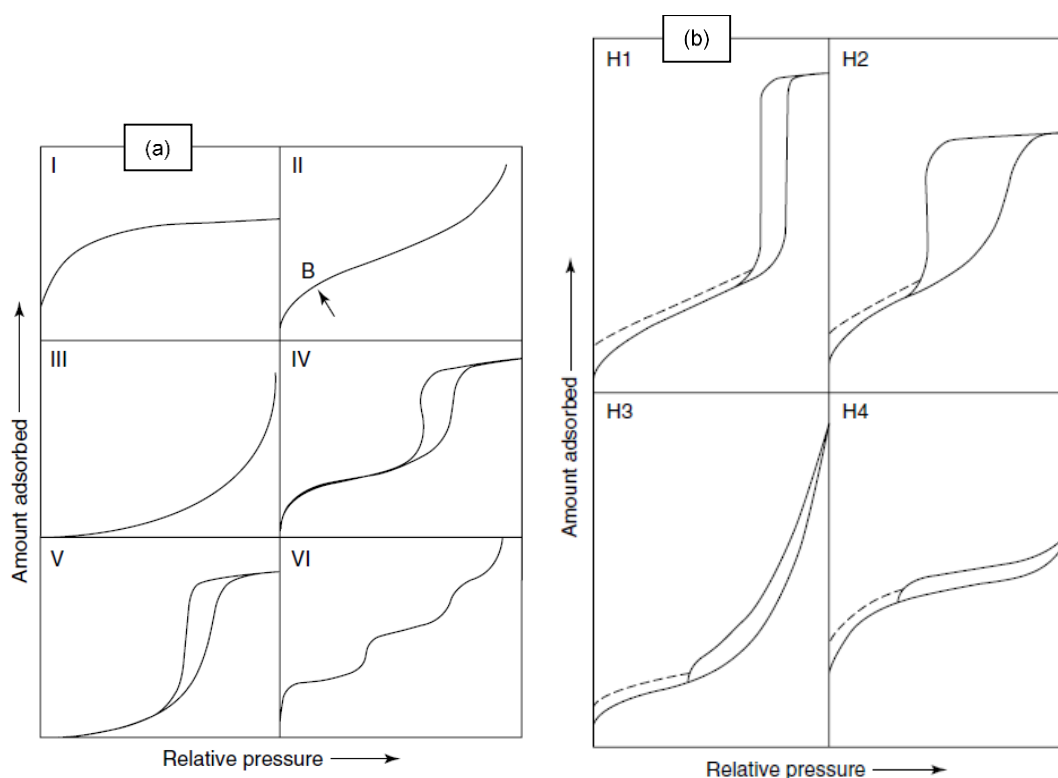 (a)
I
II
B
III
IV
V
VI
Amount adsorbed
Relative pressure
(b)
H1
H2
H3
H4
Amount adsorbed
Relative pressure